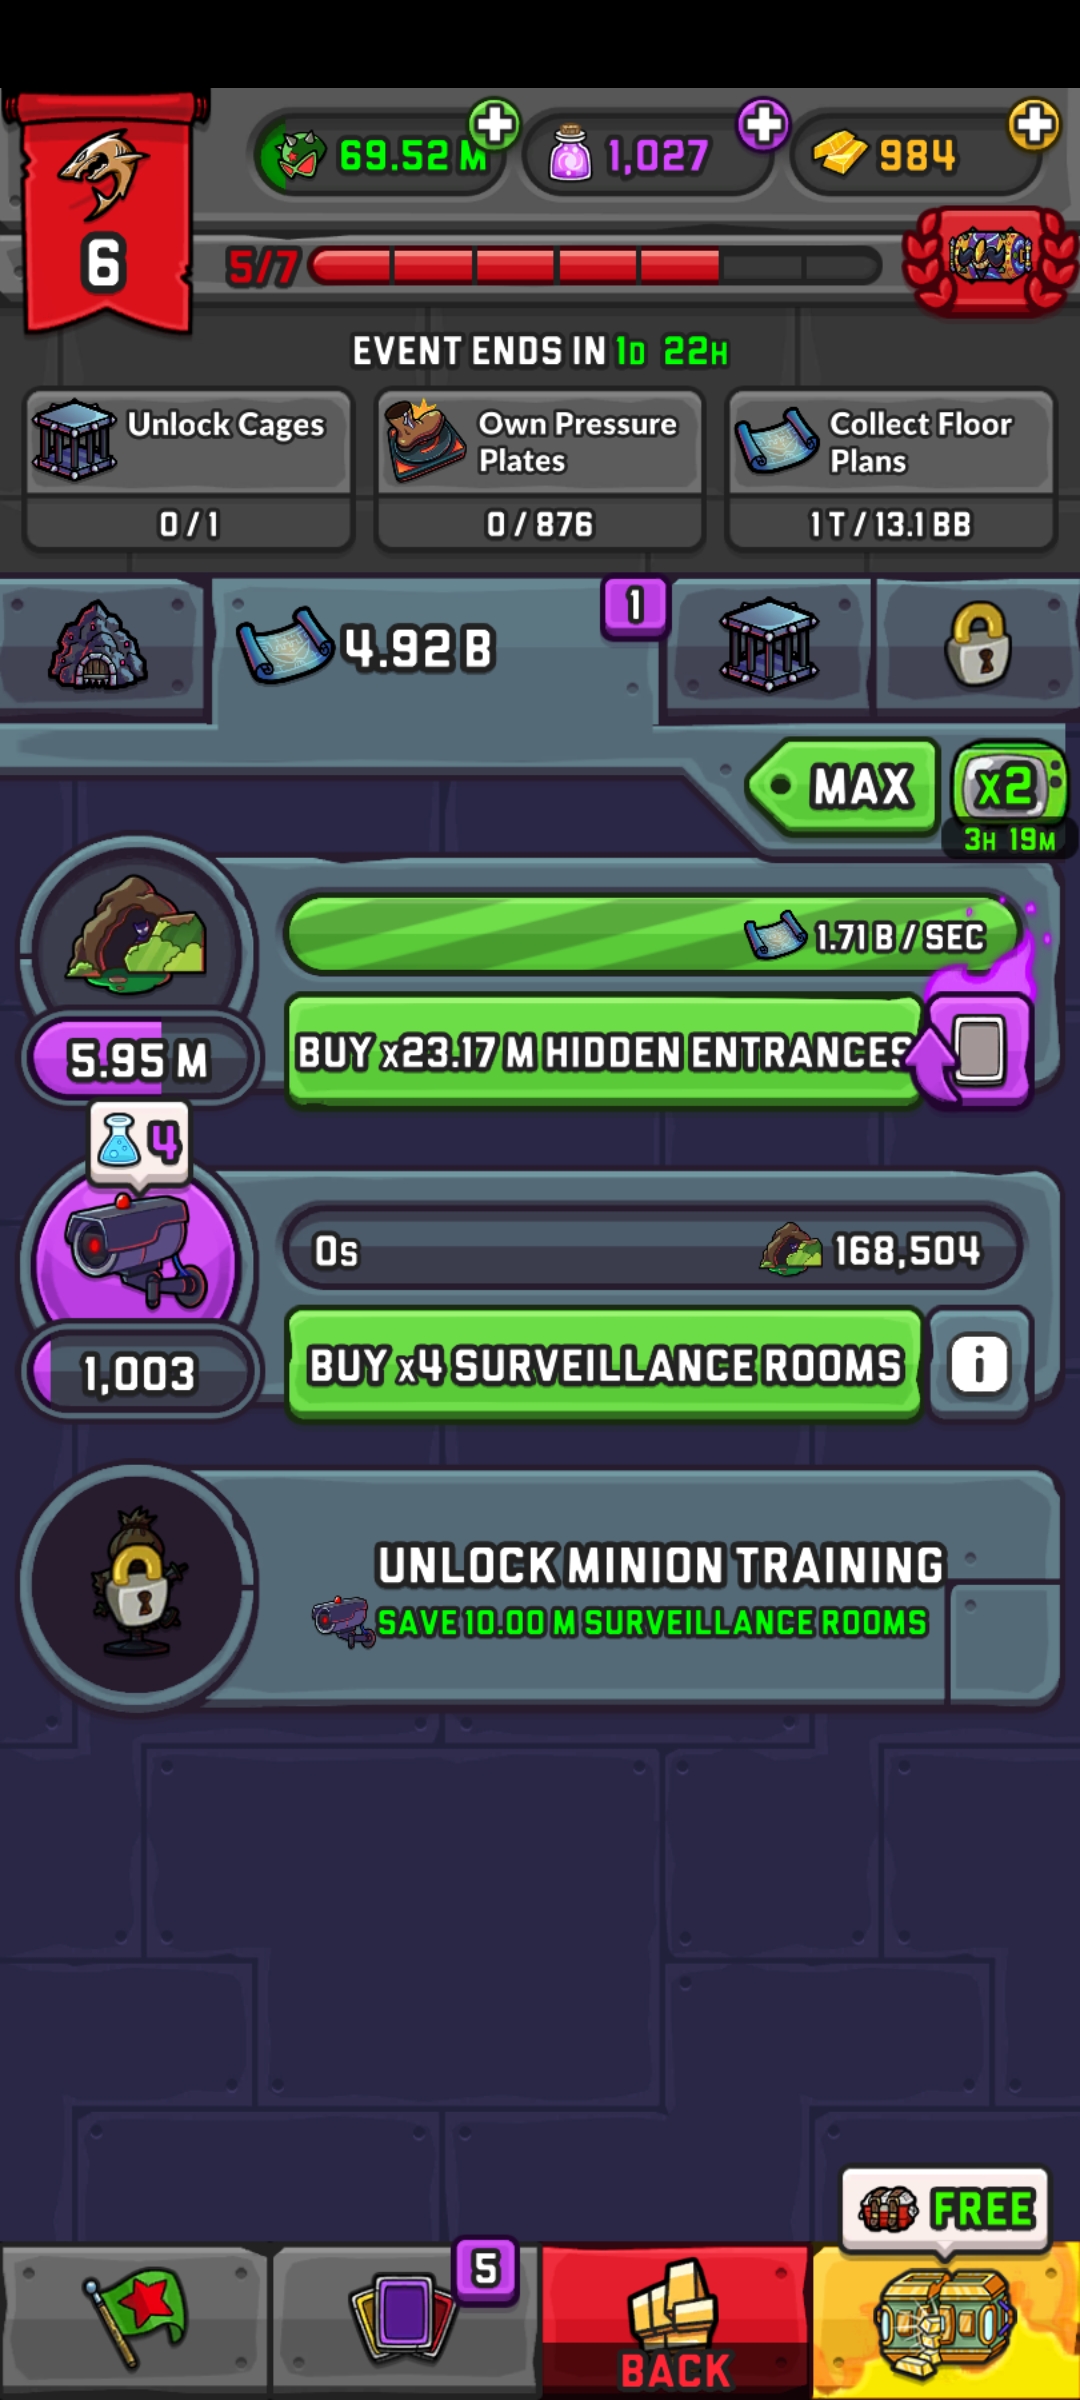 69.52 M
1,027
984
6
5/7
EVENT ENDS IN 1D 22H
Unlock Cages
0 / 1
Own Pressure
Plates
0 / 876
Collect Floor
Plans
1 T / 13.1 BB
4.92 B
1
MAX
x2
3H 19M
1.71 B / SEC
5.95 M
BUY x23.17 M HIDDEN ENTRANCES
4
0s
168,504
1,003
BUY x4 SURVEILLANCE ROOMS
i
UNLOCK MINION TRAINING
SAVE 10.00 M SURVEILLANCE ROOMS
FREE
5
BACK